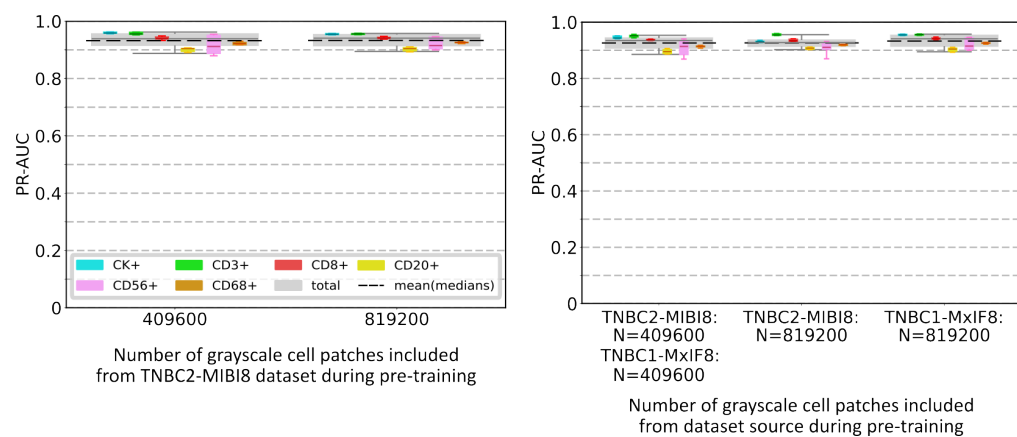 1.0
0.8
0.6
0.4
0.2
0
PR-AUC
CK+ CD3+ CD8+ CD20+
CD56+ CD68+ total mean(medians)
409600 819200
Number of grayscale cell patches included
from TNBC2-MIBI8 dataset during pre-training
1.0
0.8
0.6
0.4
0.2
0
PR-AUC
TNBC2-MIBI8:
N=409600
TNBC1-MxIF8:
N=409600
TNBC2-MIBI8:
N=819200
TNBC1-MxIF8:
N=819200
Number of grayscale cell patches included
from dataset source during pre-training